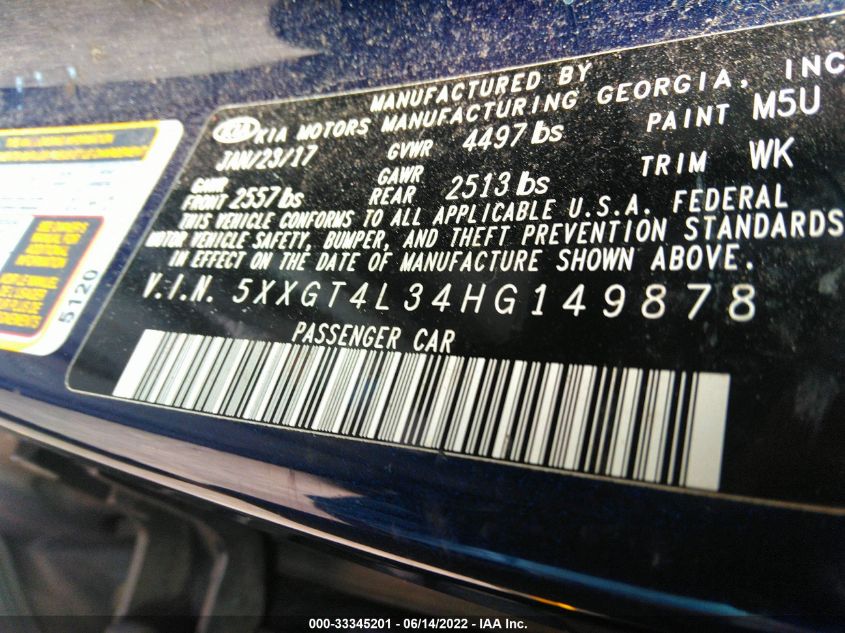 MANUFACTURED BY
KIA KIA MOTORS MANUFACTURING GEORGIA, INC
JAN/23/17 GVWR 4497 lbs PAINT M5U
GAWR FRONT 2557 lbs GAWR REAR 2513 lbs TRIM WK
THIS VEHICLE CONFORMS TO ALL APPLICABLE U.S.A. FEDERAL
MOTOR VEHICLE SAFETY, BUMPER, AND THEFT PREVENTION STANDARDS
IN EFFECT ON THE DATE OF MANUFACTURE SHOWN ABOVE.
V.I.N. 5XXGT4L34HG149878
PASSENGER CAR
5120
000-33345201 - 06/14/2022 - IAA Inc.